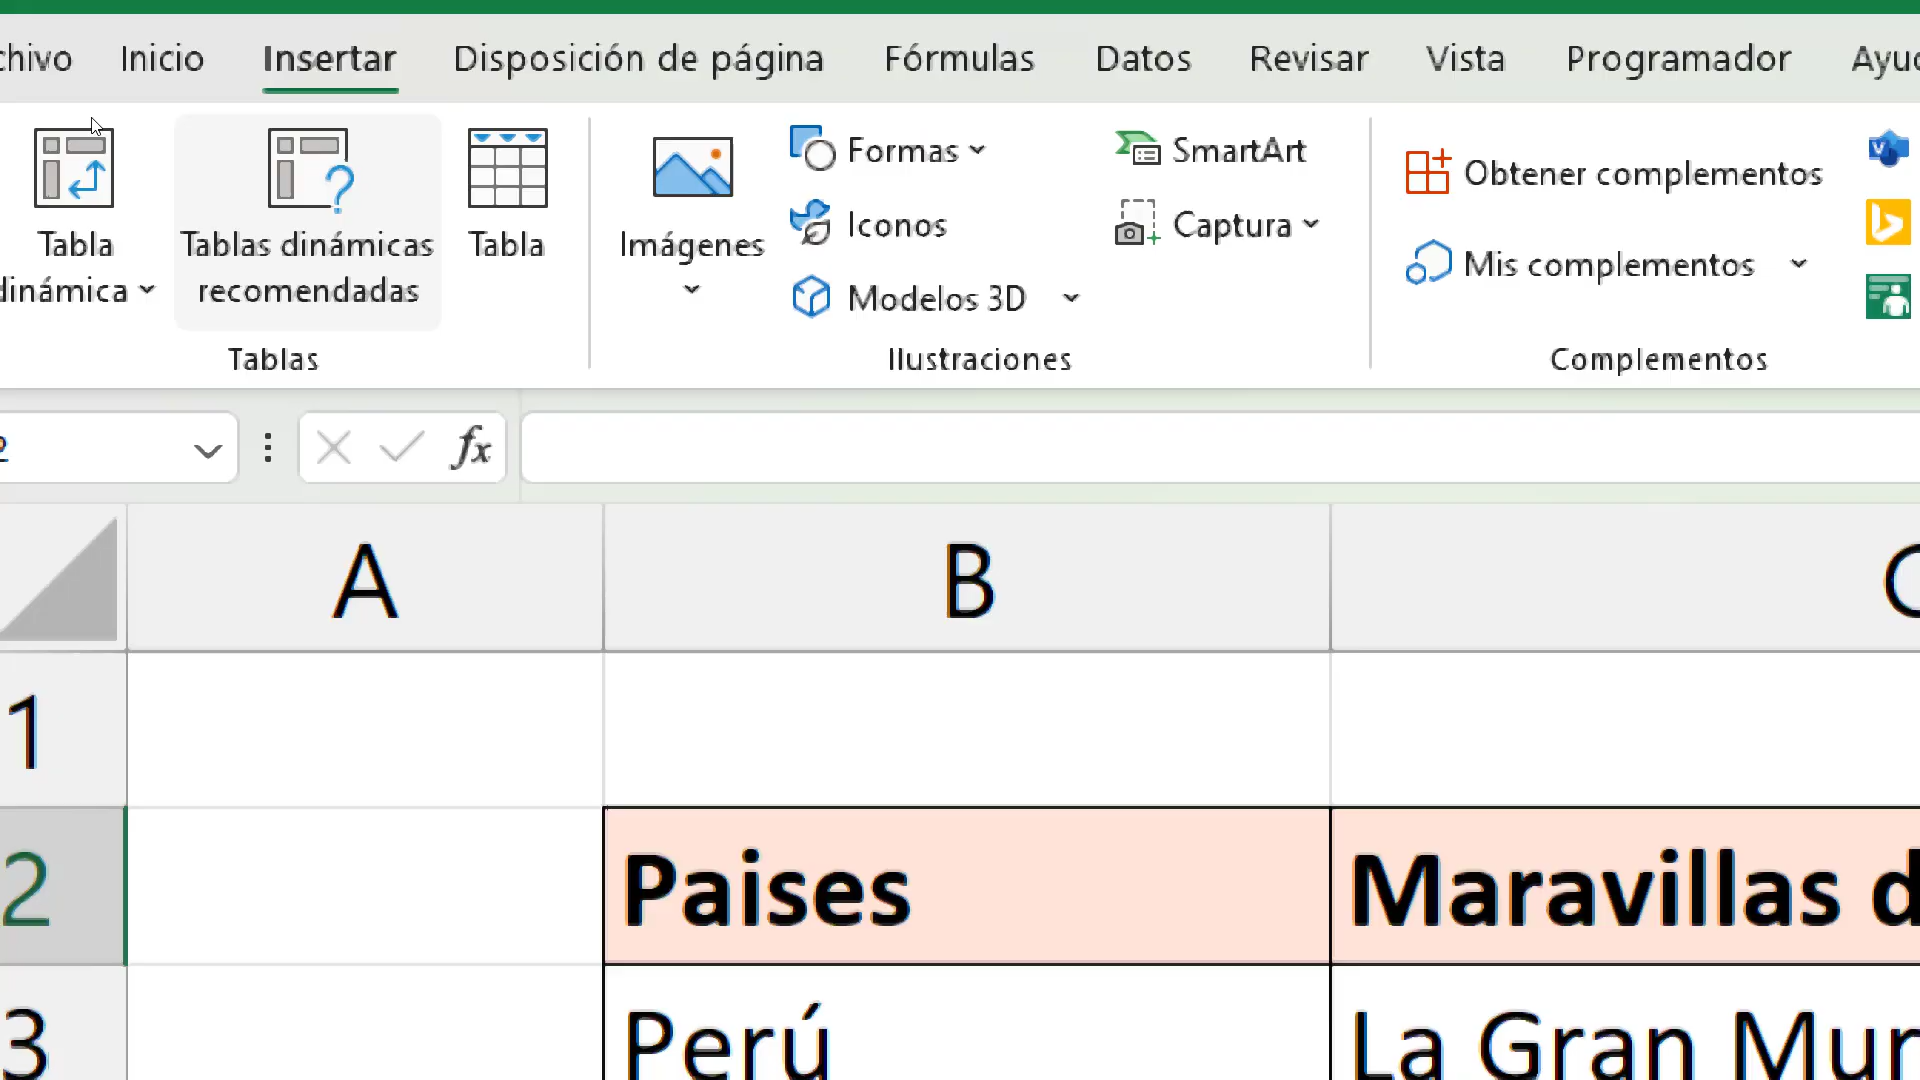 chivo Inicio Insertar Disposición de página Fórmulas Datos Revisar Vista Programador Ayud
Tabla
dinámica
Tablas dinámicas
recomendadas
Tabla
Tablas
Imágenes
Formas
Iconos
Modelos 3D
SmartArt
Captura
Ilustraciones
Obtener complementos
Mis complementos
Complementos
fx
A B C
1
2 Paises Maravillas d
3 Perú La Gran Mur